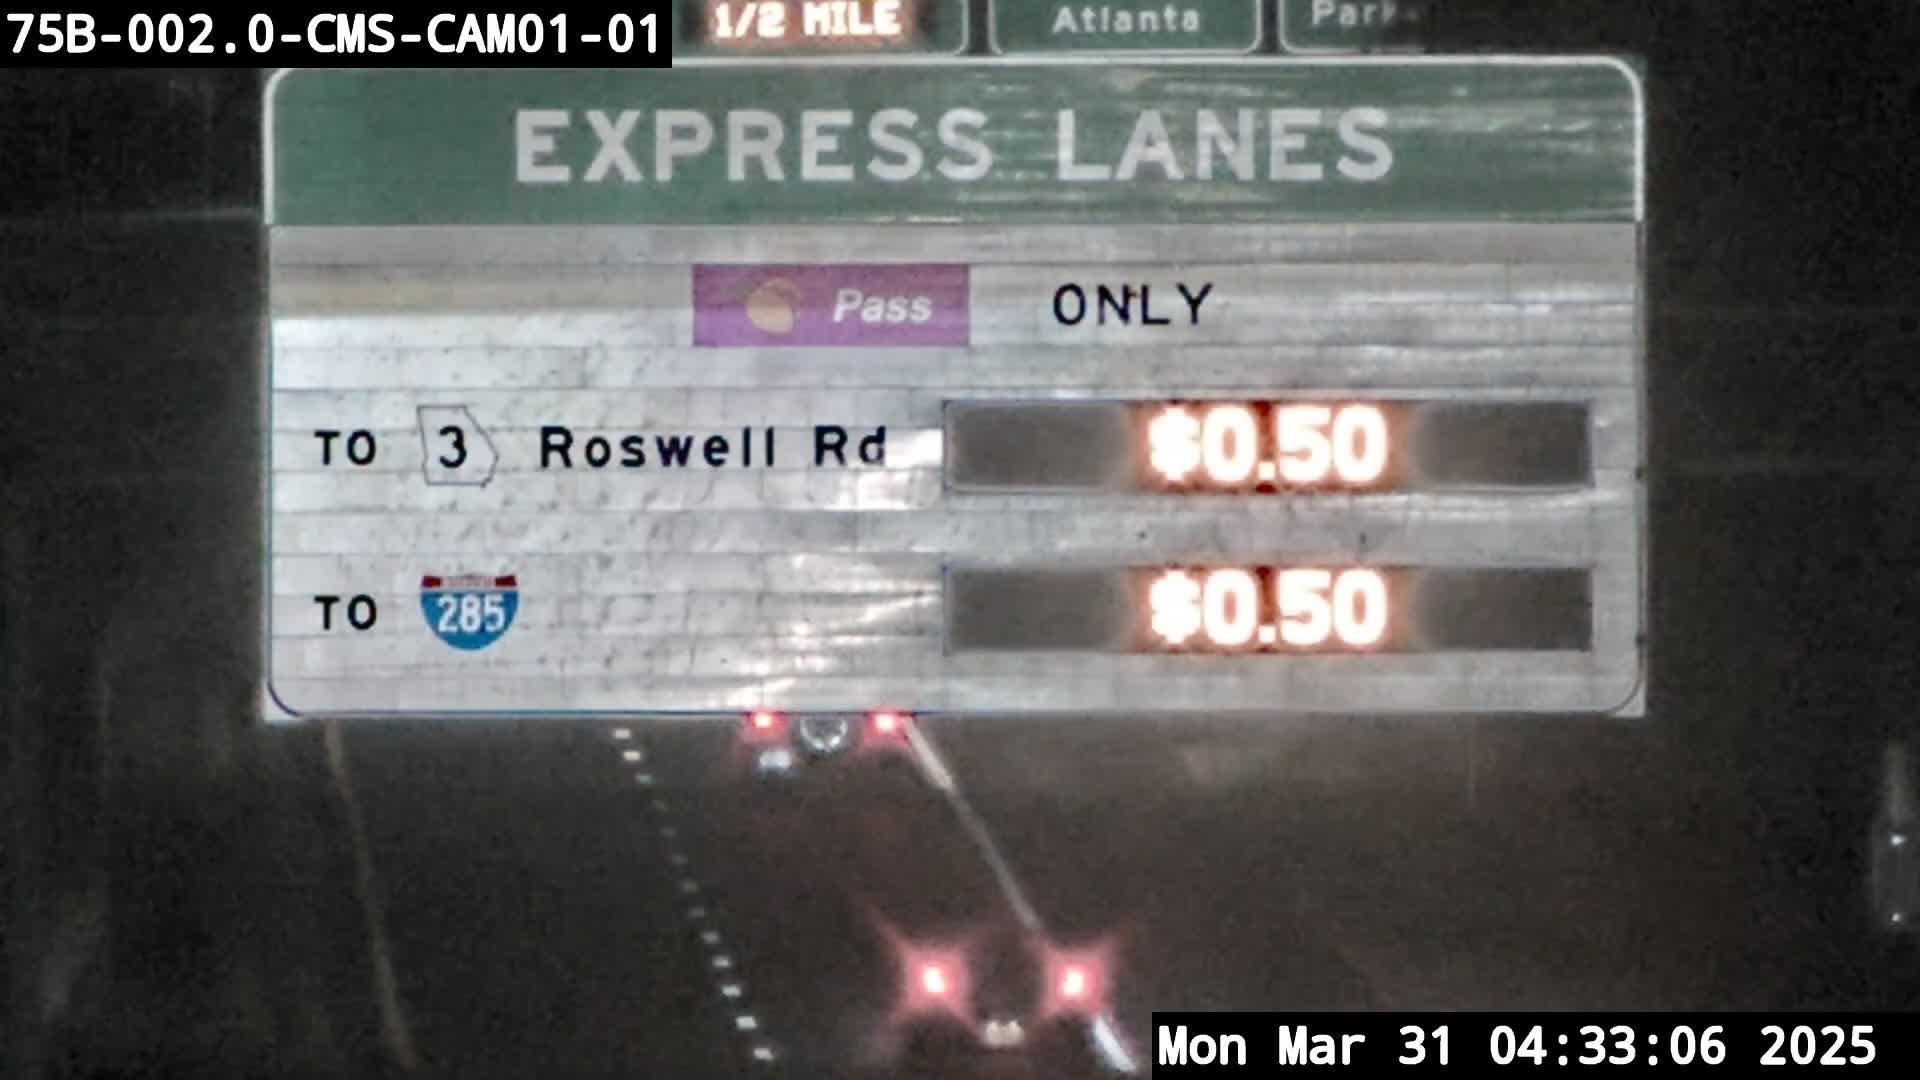 75B-002.0-CMS-CAM01-01
1/2 MILE
Atlanta
EXPRESS LANES
Pass ONLY
TO 3 Roswell Rd $0.50
TO 285 $0.50
Mon Mar 31 04:33:06 2025